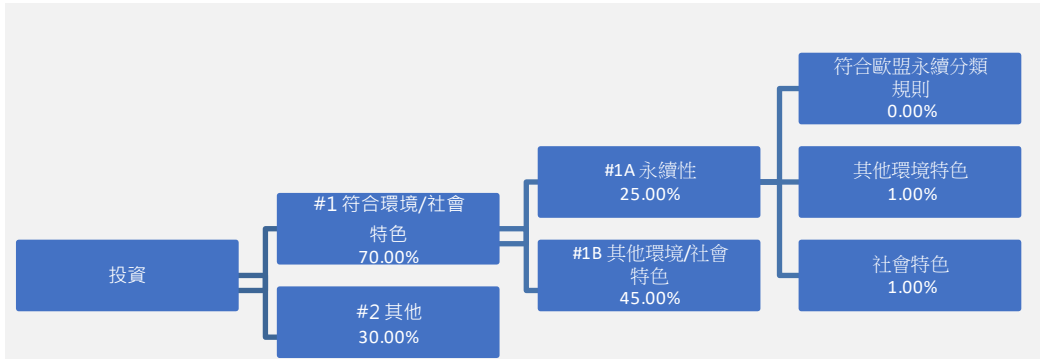 投資
#1 符合環境/社會
特色
70.00%
#2 其他
30.00%
#1A 永續性
25.00%
#1B 其他環境/社會
特色
45.00%
符合歐盟永續分類
規則
0.00%
其他環境特色
1.00%
社會特色
1.00%